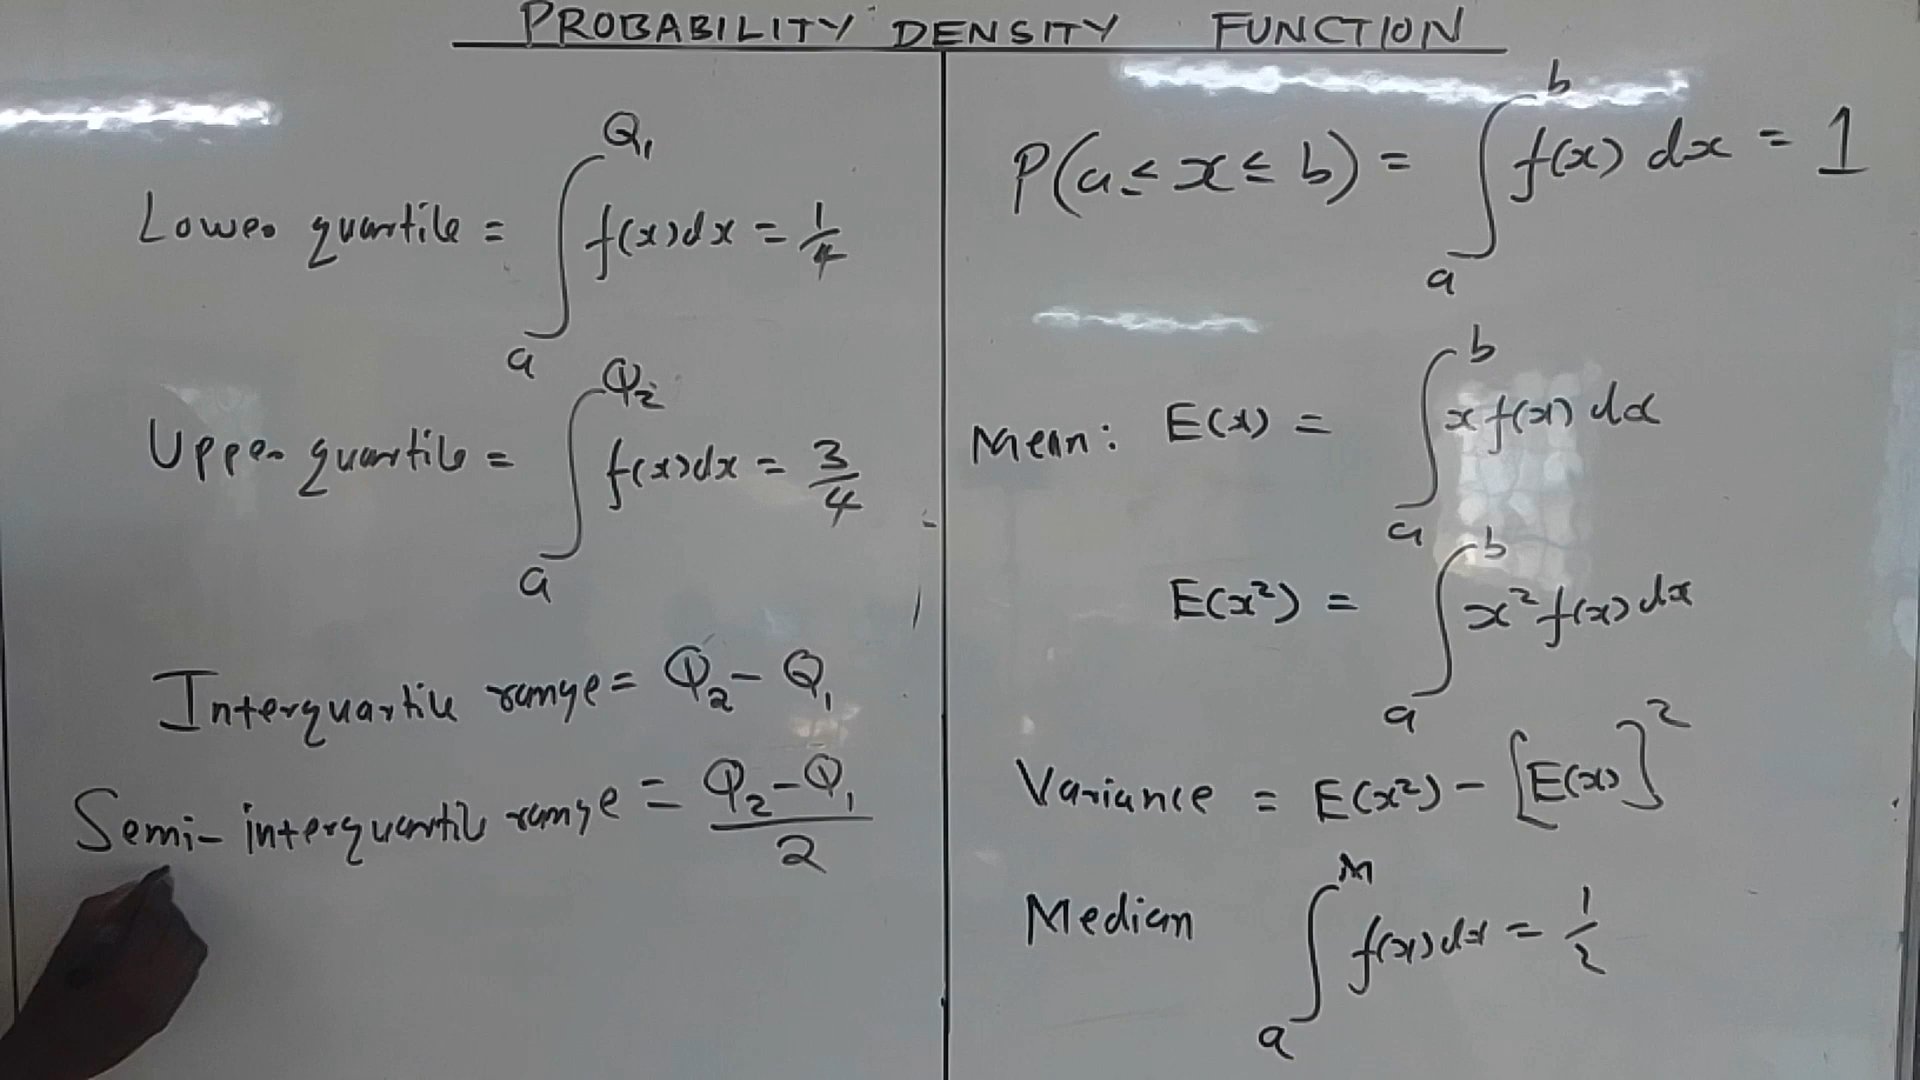 PROBABILITY DENSITY FUNCTION
Lower quartile = ∫ₐ^Q₁ f(x)dx = 1/4
Upper quartile = ∫ₐ^Q₂ f(x)dx = 3/4
Interquartile range = Q₂ - Q₁
Semi-interquartile range = (Q₂ - Q₁)/2
P(a ≤ x ≤ b) = ∫ₐ^b f(x) dx = 1
Mean: E(x) = ∫ₐ^b x f(x) dx
E(x²) = ∫ₐ^b x² f(x) dx
Variance = E(x²) - [E(x)]²
Median ∫ₐ^M f(x)dx = 1/2